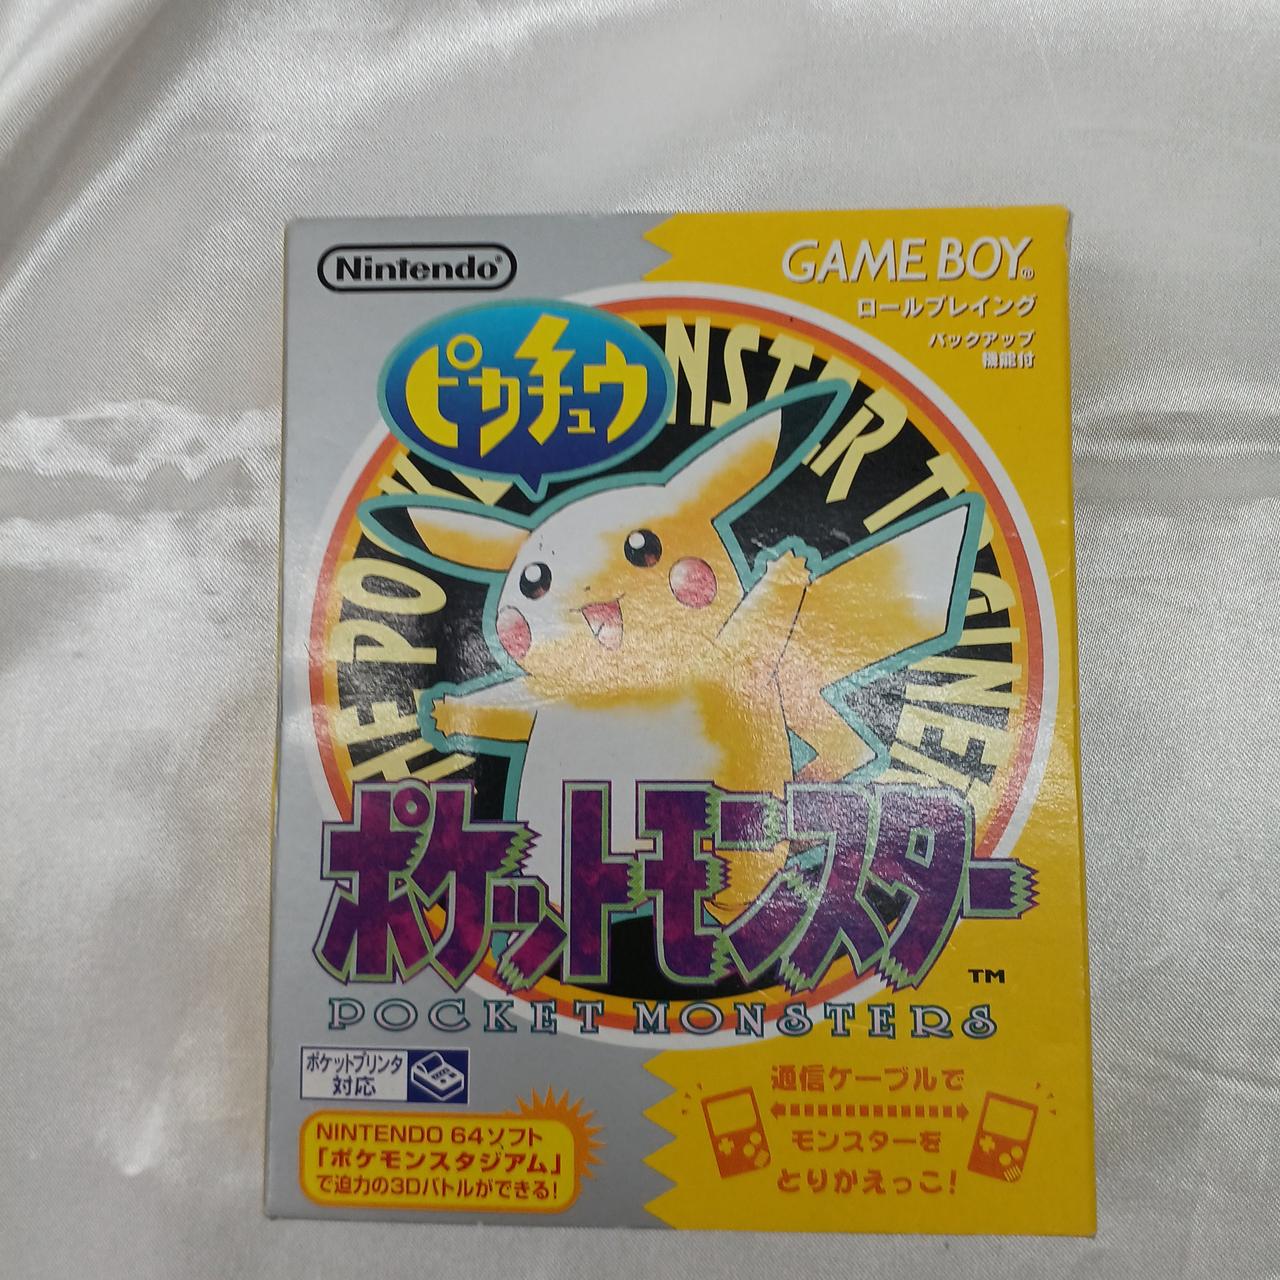 Nintendo®
GAME BOY®
ロールプレイング
バックアップ
機能付
ピカチュウ
ポケットモンスター
TM
POCKET MONSTERS
ポケットプリンタ
対応
NINTENDO 64ソフト
「ポケモンスタジアム」
で迫力の3Dバトルができる!
通信ケーブルで
モンスターを
とりかえっこ!